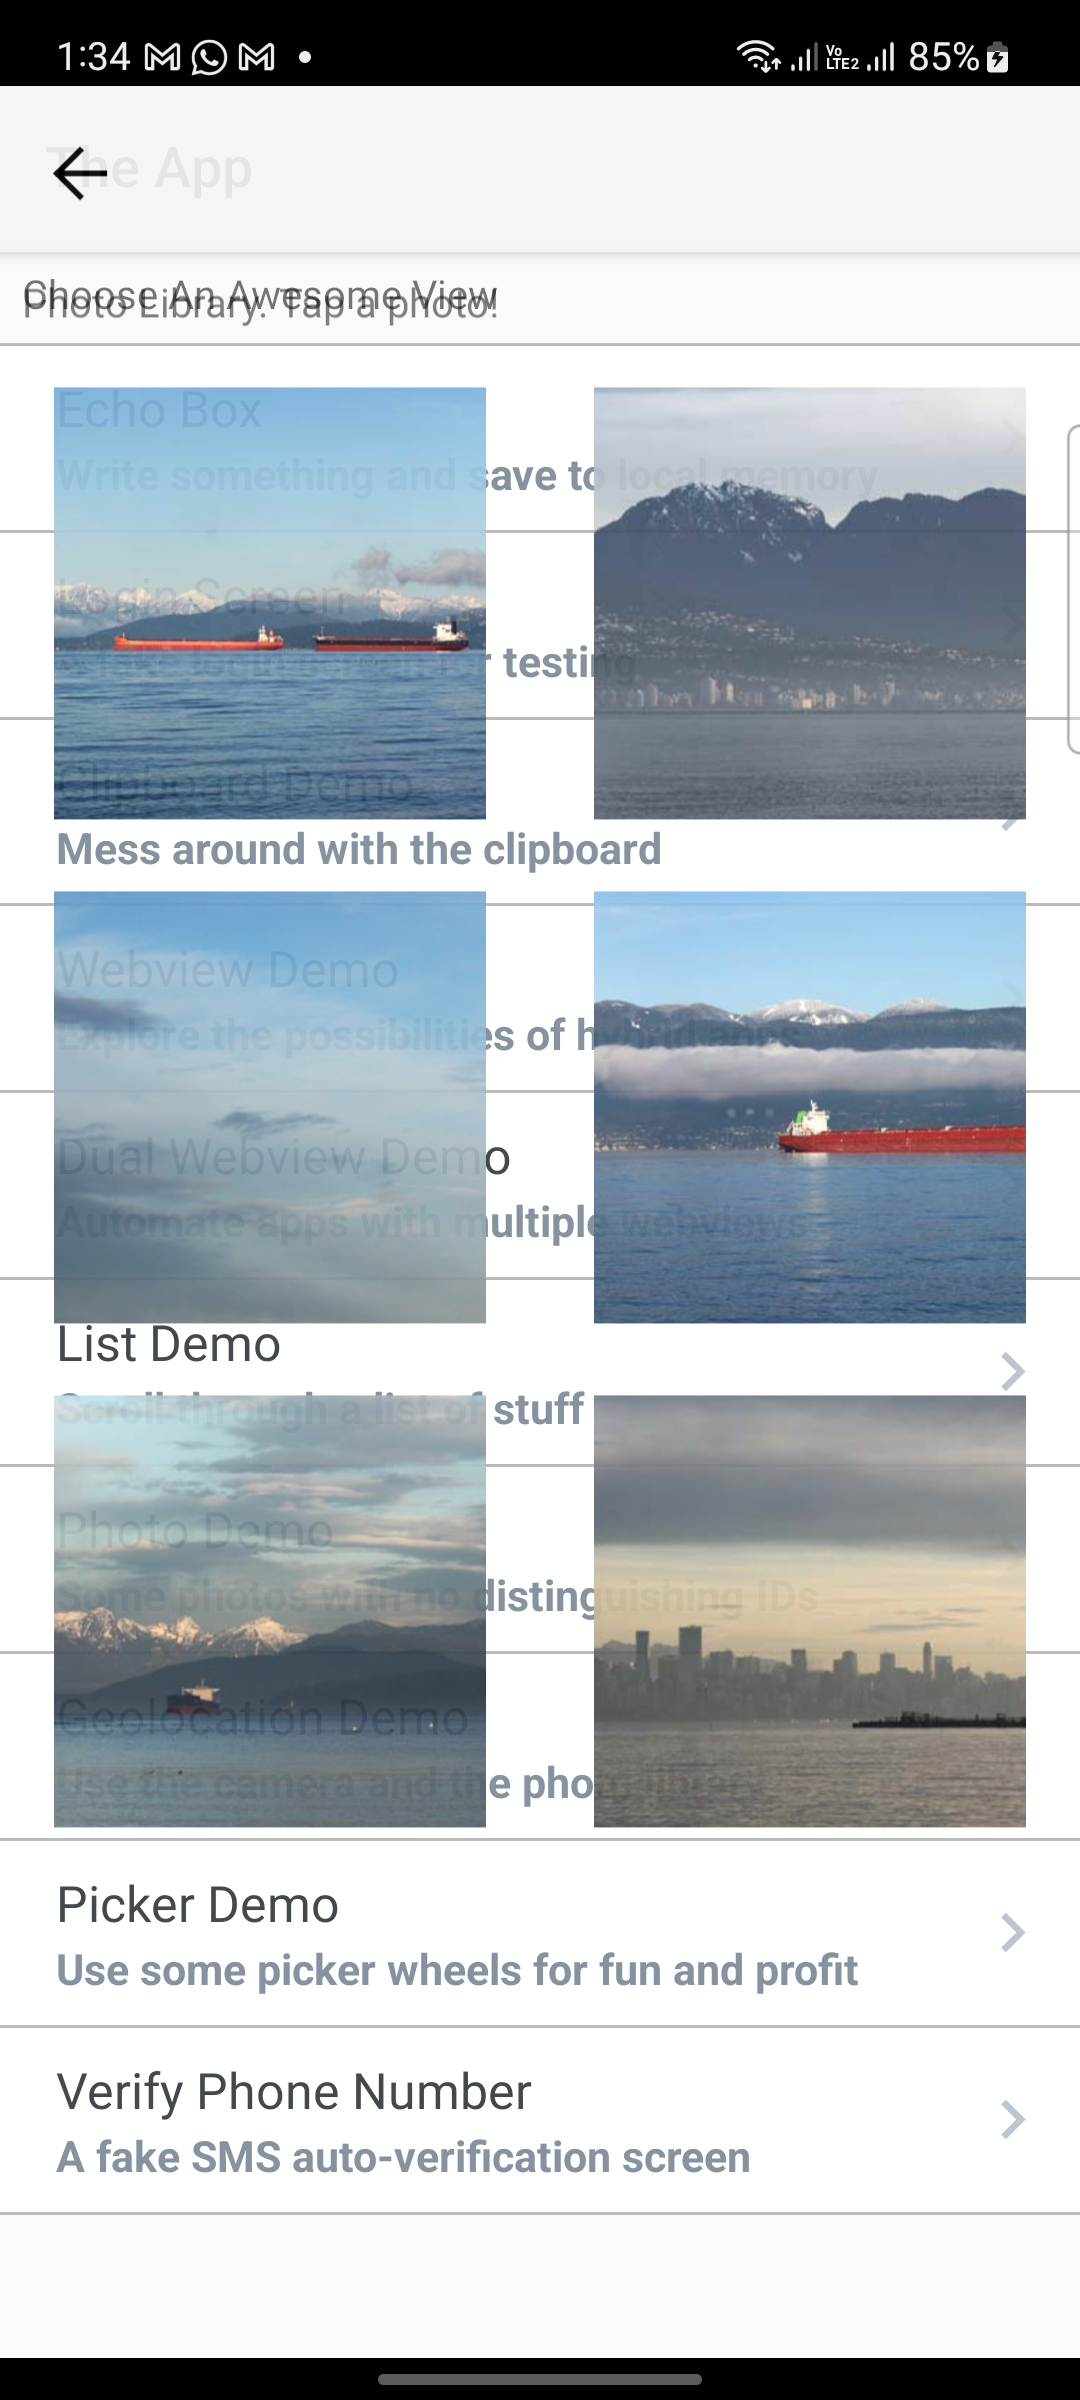 1:34
Vo
LTE2
85%
The App
Choose An Awesome View
Photo Library. Tap a photo!
Echo Box
Write something and save to local memory
Login Screen
r testing
Clipboard Demo
Mess around with the clipboard
Webview Demo
Explore the possibilities of hybrid apps
Dual Webview Demo
Automate apps with multiple webviews
List Demo
Scroll through a list of stuff
Photo Demo
Some photos with no distinguishing IDs
Geolocation Demo
Use the camera and the photo library
Picker Demo
Use some picker wheels for fun and profit
Verify Phone Number
A fake SMS auto-verification screen